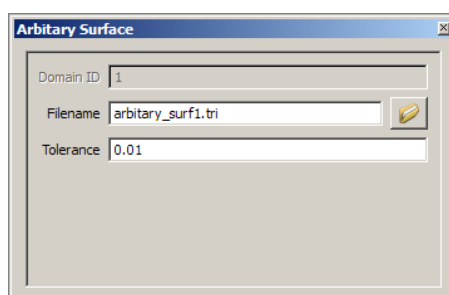 Arbitary Surface
Domain ID 1
Filename arbitary_surf1.tri
Tolerance 0.01